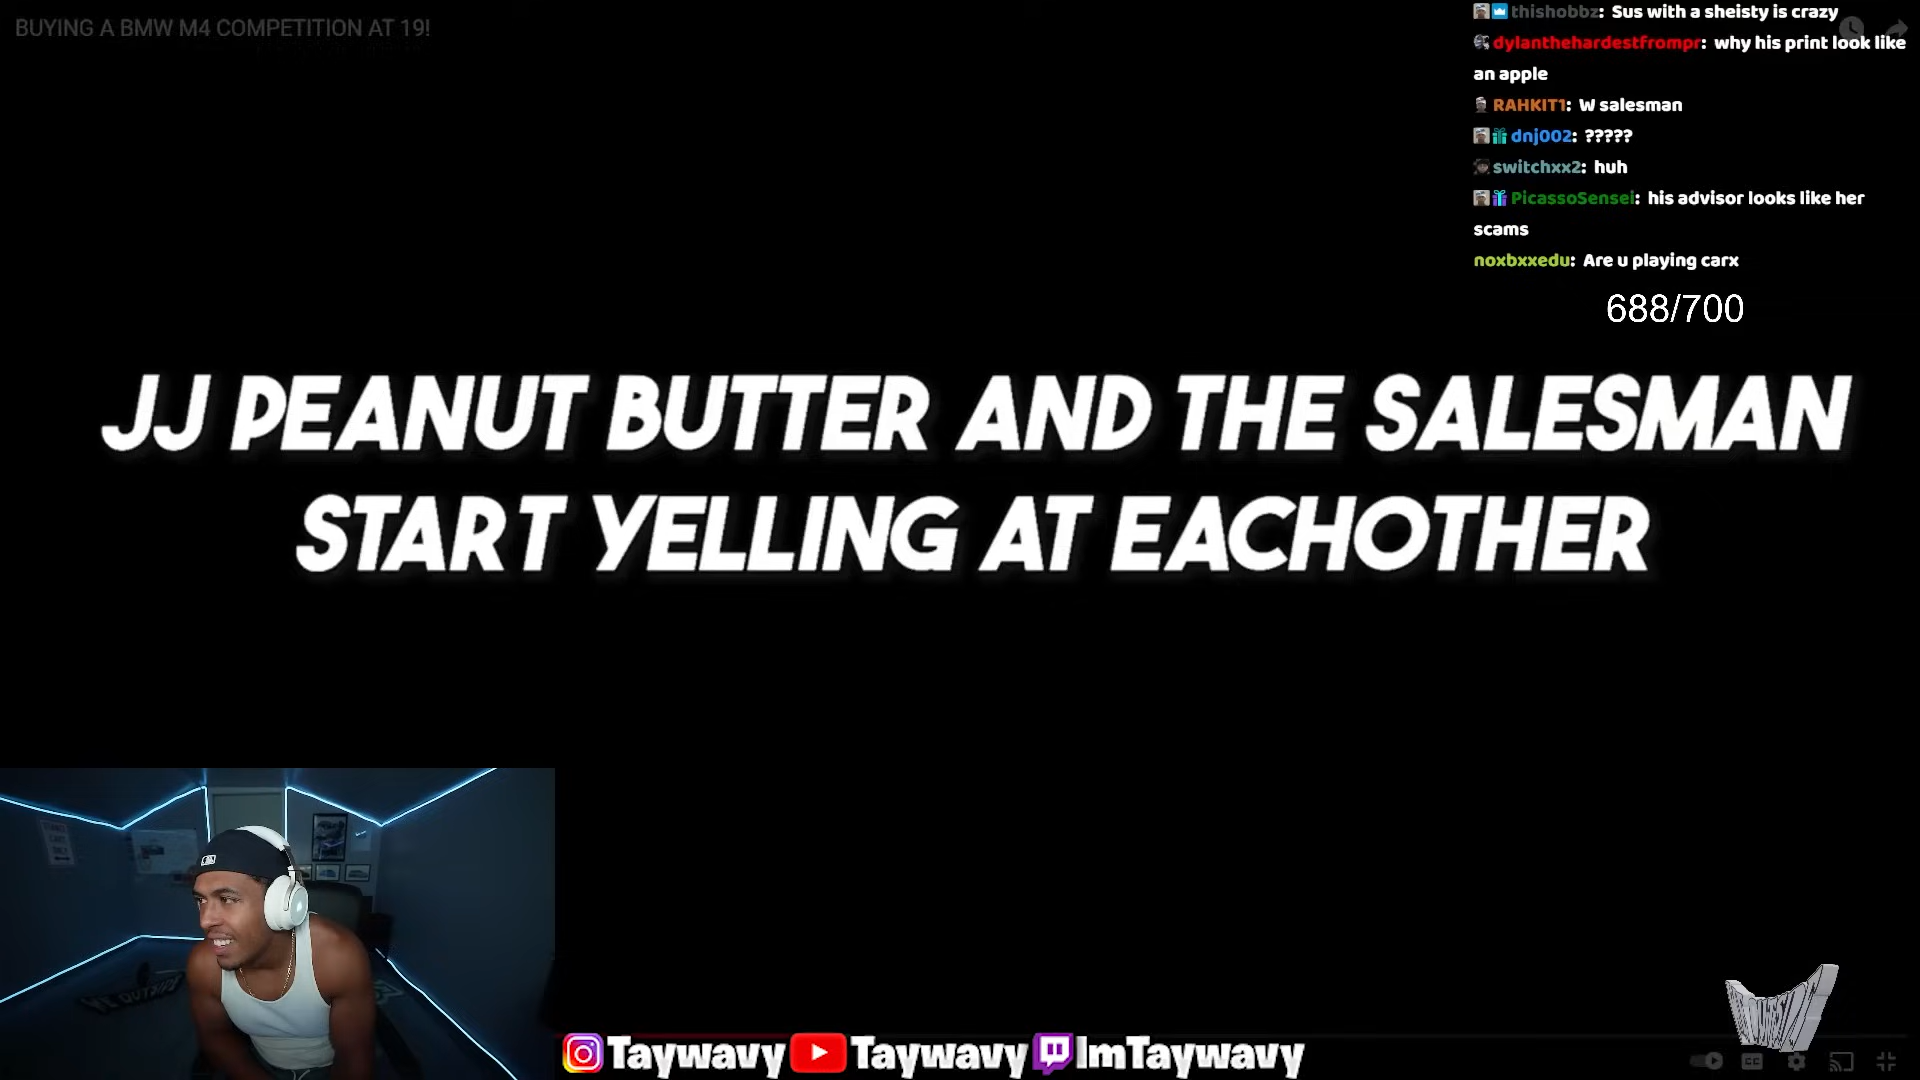 BUYING A BMW M4 COMPETITION AT 19!
thishobbz: Sus with a sheisty is crazy
dylanthehardestfrompr: why his print look like
an apple
RAHKIT1: W salesman
dnj002: ?????
switchxx2: huh
PicassoSensei: his advisor looks like her
scams
noxbxxedu: Are u playing carx
688/700
JJ PEANUT BUTTER AND THE SALESMAN
START YELLING AT EACHOTHER
Taywavy Taywavy ImTaywavy
CC